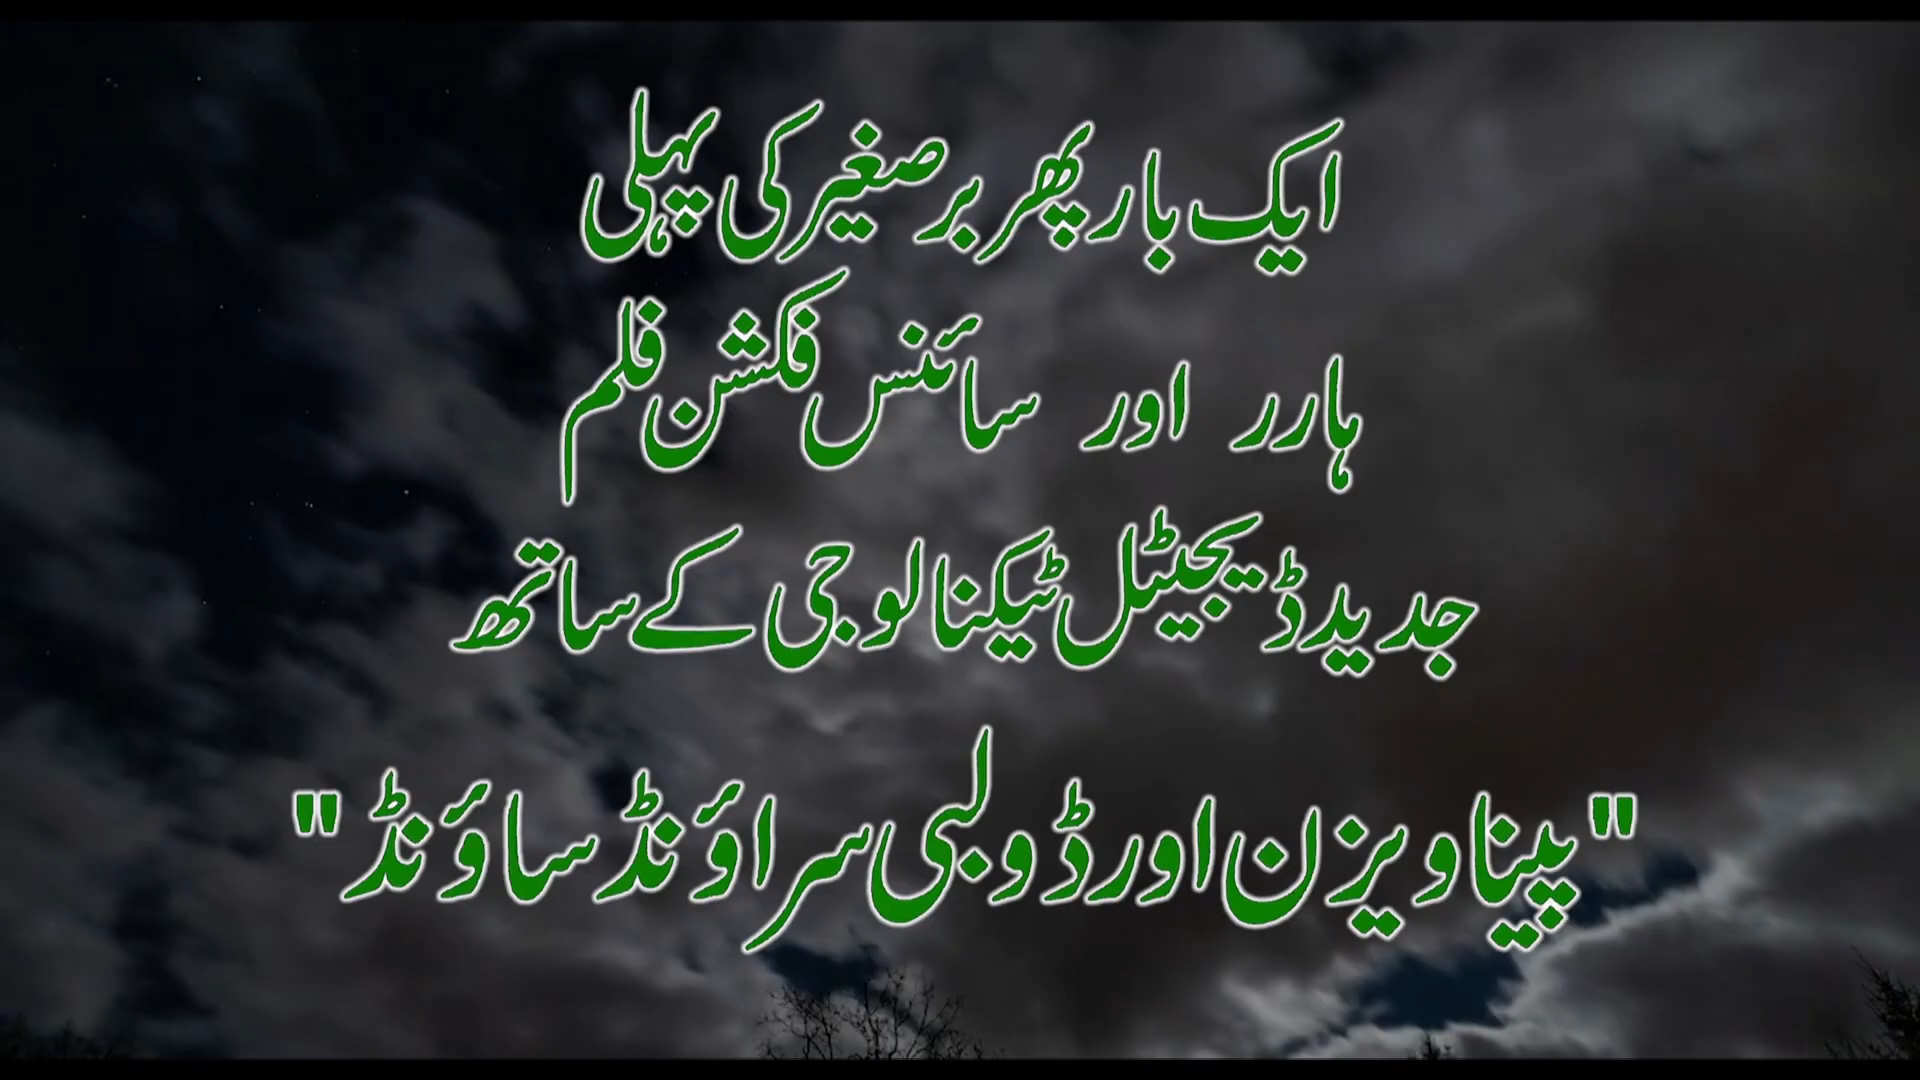 ایک بار پھر برصغیر کی پہلی
ہارر اور سائنس فکشن فلم
جدید ڈیجیٹل ٹیکنالوجی کے ساتھ
"پیناویزن اور ڈولبی سراؤنڈ ساؤنڈ"